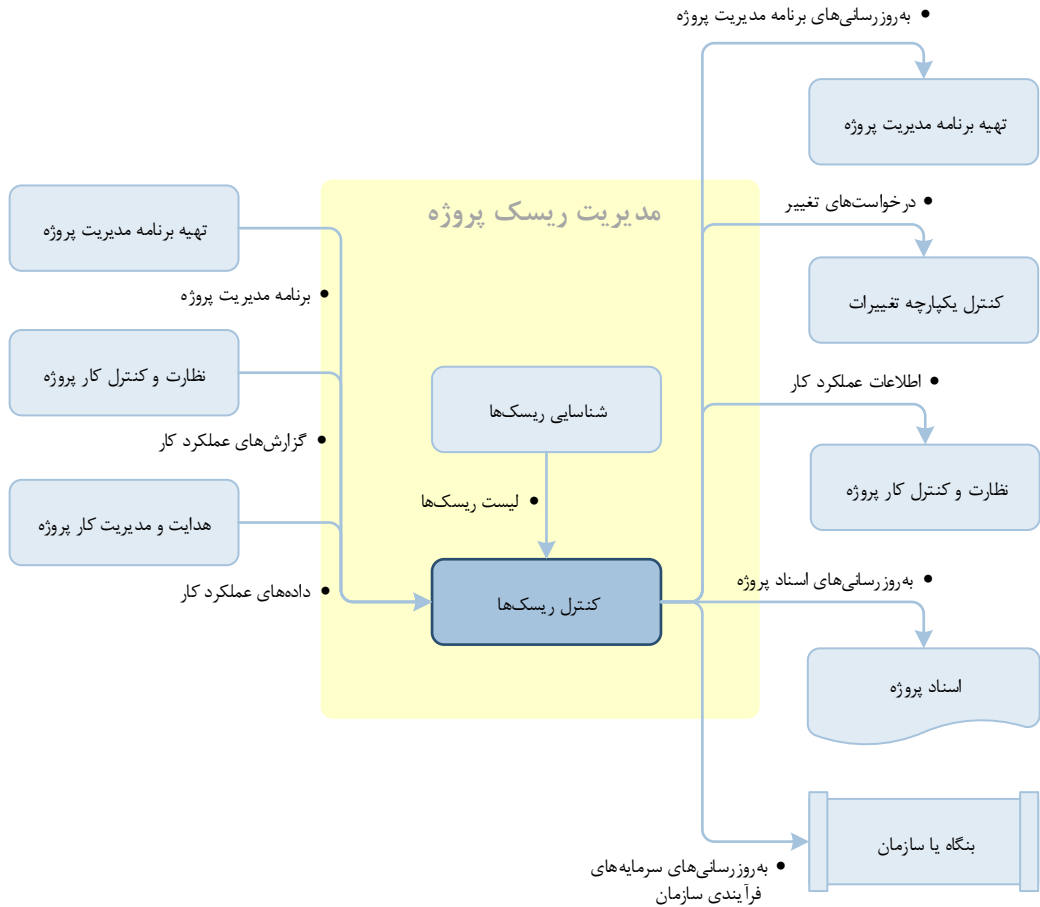 به‌روزرسانی‌های برنامه مدیریت پروژه •
تهیه برنامه مدیریت پروژه
مدیریت ریسک پروژه
درخواست‌های تغییر •
تهیه برنامه مدیریت پروژه
برنامه مدیریت پروژه •
کنترل یکپارچه تغییرات
نظارت و کنترل کار پروژه
اطلاعات عملکرد کار •
شناسایی ریسک‌ها
گزارش‌های عملکرد کار •
نظارت و کنترل کار پروژه
لیست ریسک‌ها •
هدایت و مدیریت کار پروژه
داده‌های عملکرد کار •
کنترل ریسک‌ها
به‌روزرسانی‌های اسناد پروژه •
اسناد پروژه
بنگاه یا سازمان
به‌روزرسانی‌های سرمایه‌های •
فرآیندی سازمان